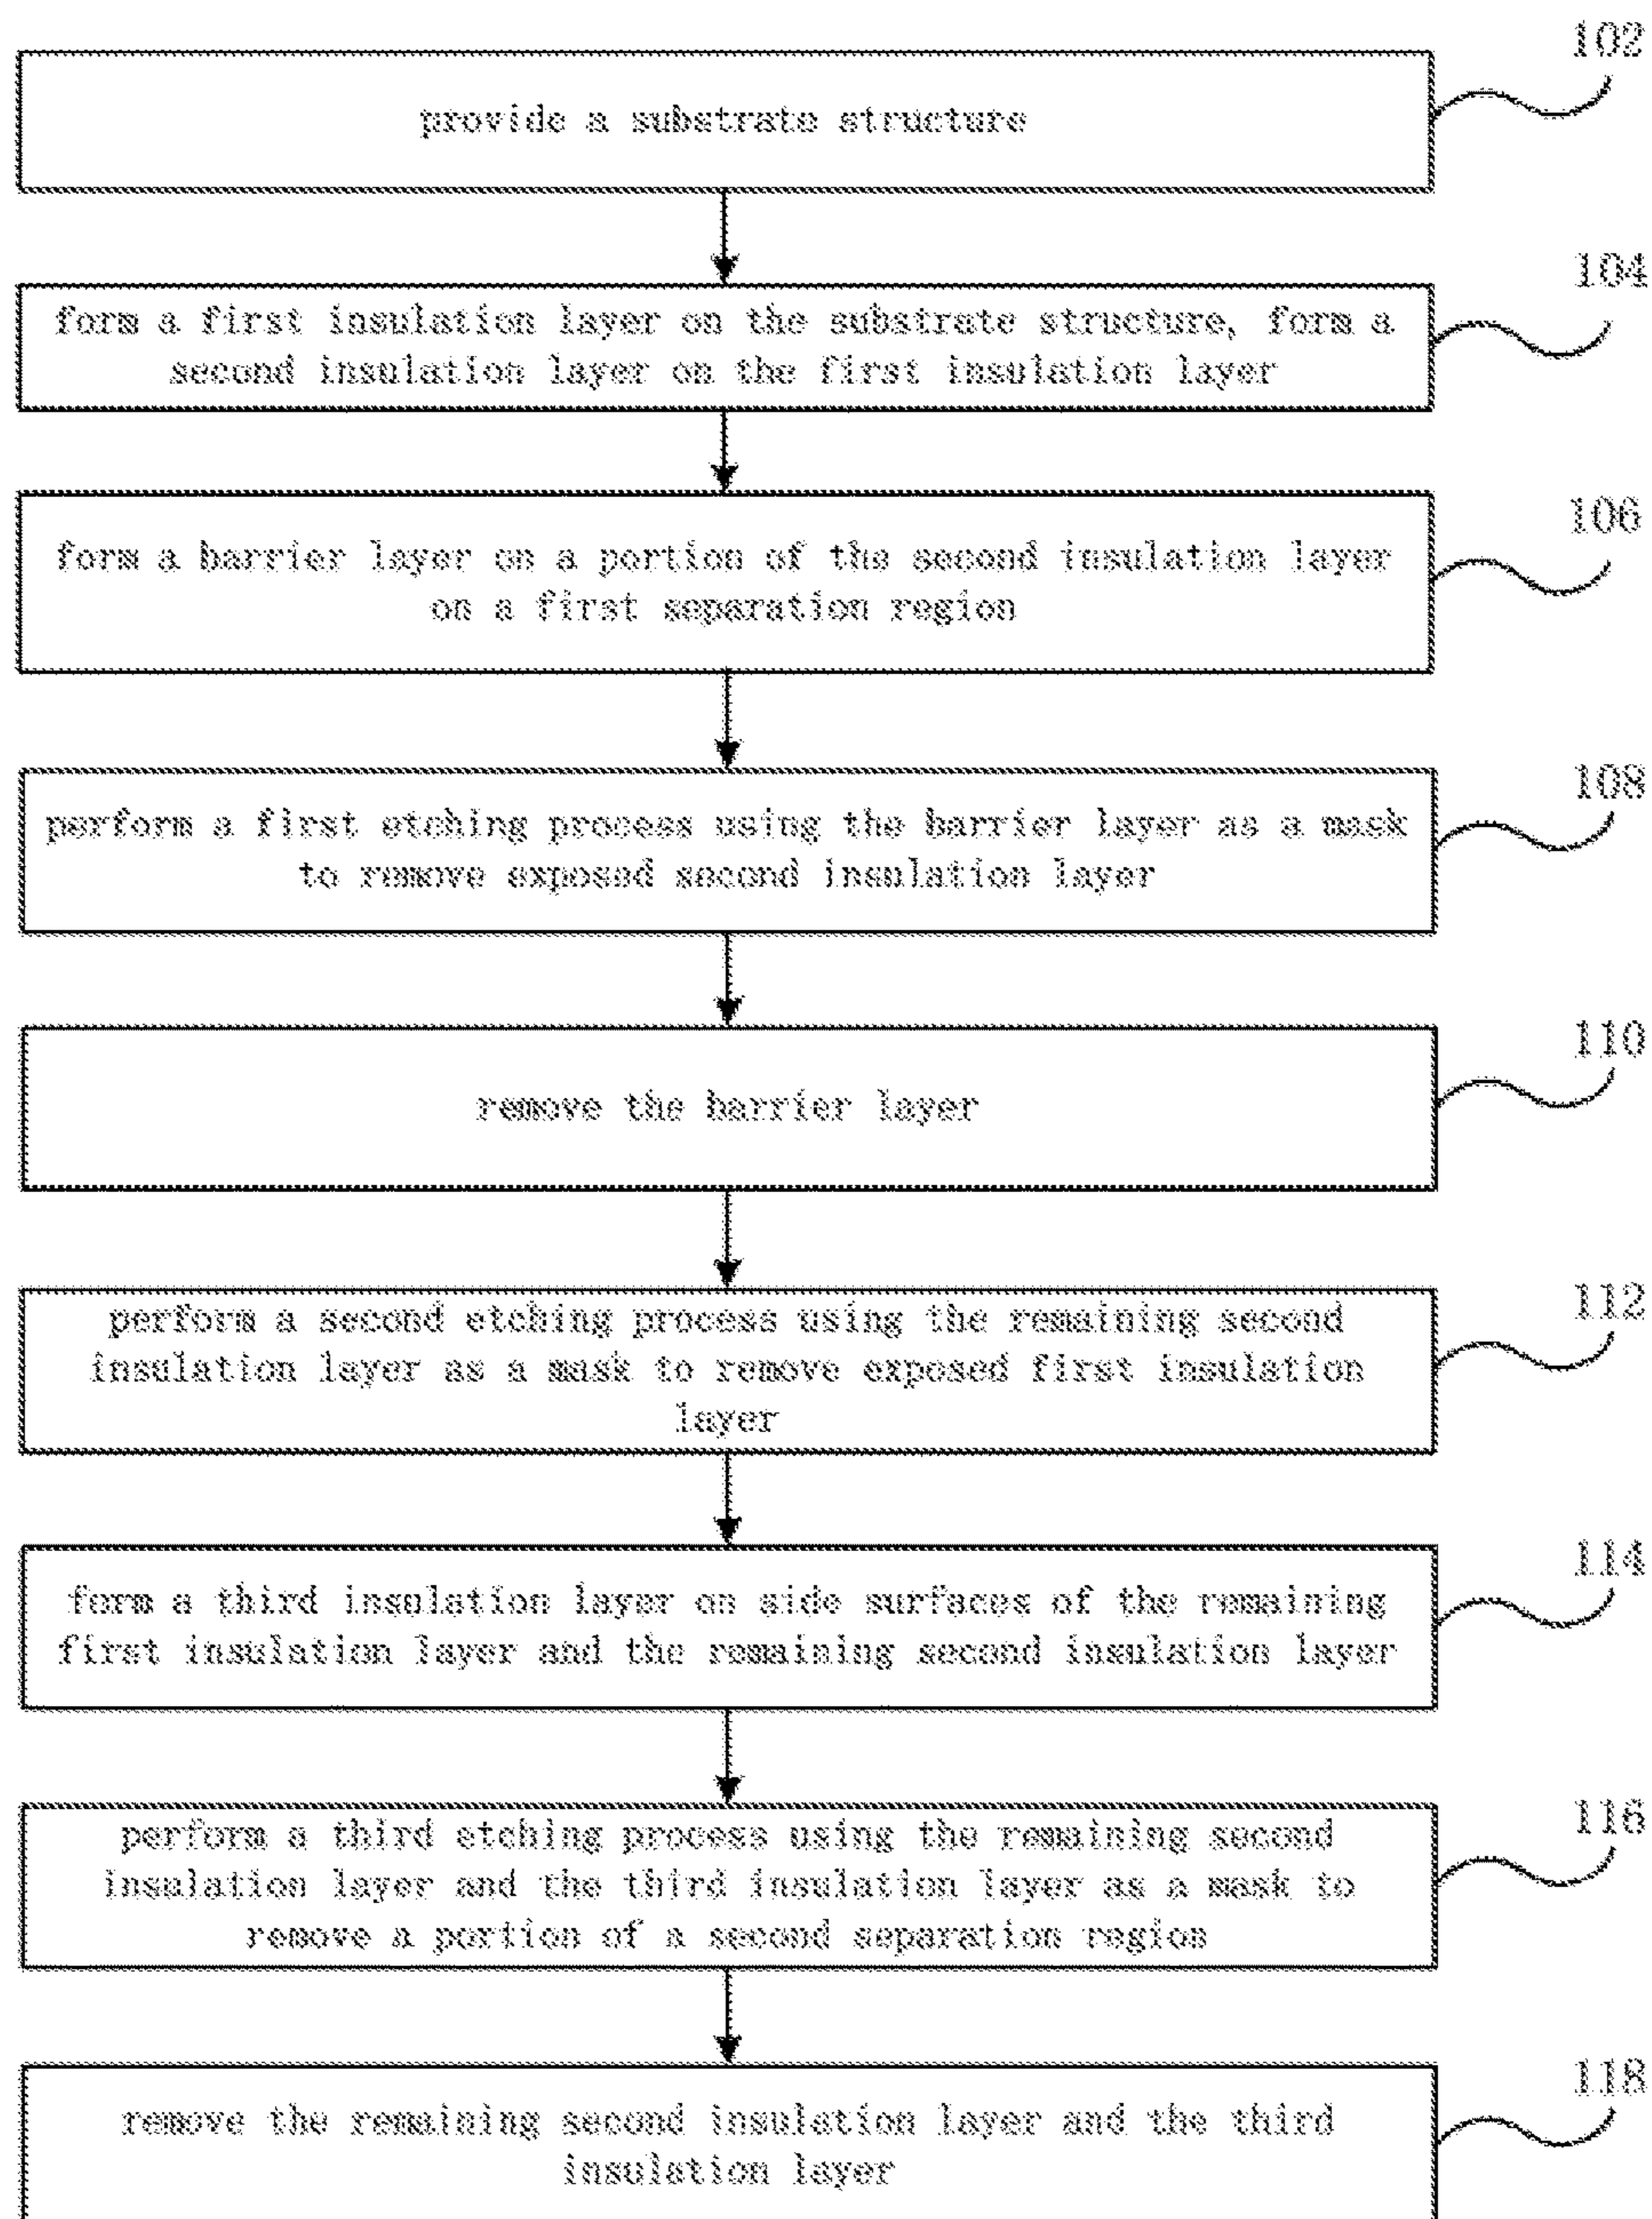 102
provide a substrate structure
104
form a first insulation layer on the substrate structure, form a
second insulation layer on the first insulation layer
106
form a barrier layer on a portion of the second insulation layer
on a first separation region
108
perform a first etching process using the barrier layer as a mask
to remove exposed second insulation layer
110
remove the barrier layer
112
perform a second etching process using the remaining second
insulation layer as a mask to remove exposed first insulation
layer
114
form a third insulation layer on side surfaces of the remaining
first insulation layer and the remaining second insulation layer
116
perform a third etching process using the remaining second
insulation layer and the third insulation layer as a mask to
remove a portion of a second separation region
118
remove the remaining second insulation layer and the third
insulation layer